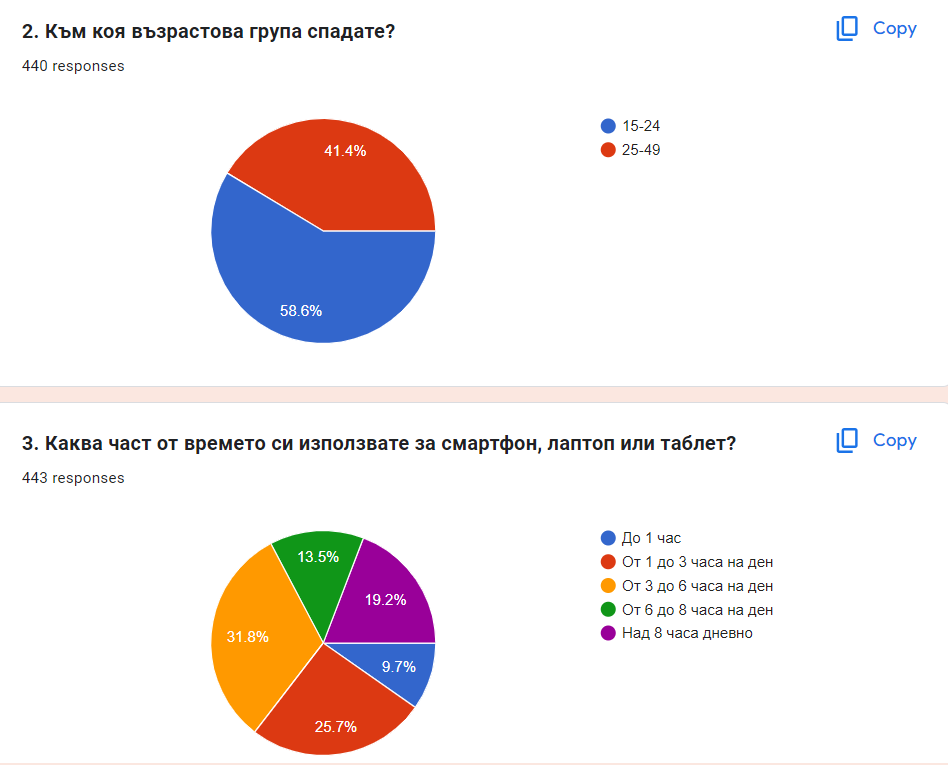 2. Към коя възрастова група спадате?
Copy
440 responses
41.4%
58.6%
15-24
25-49
3. Каква част от времето си използвате за смартфон, лаптоп или таблет?
Copy
443 responses
13.5%
19.2%
31.8%
9.7%
25.7%
До 1 час
От 1 до 3 часа на ден
От 3 до 6 часа на ден
От 6 до 8 часа на ден
Над 8 часа дневно